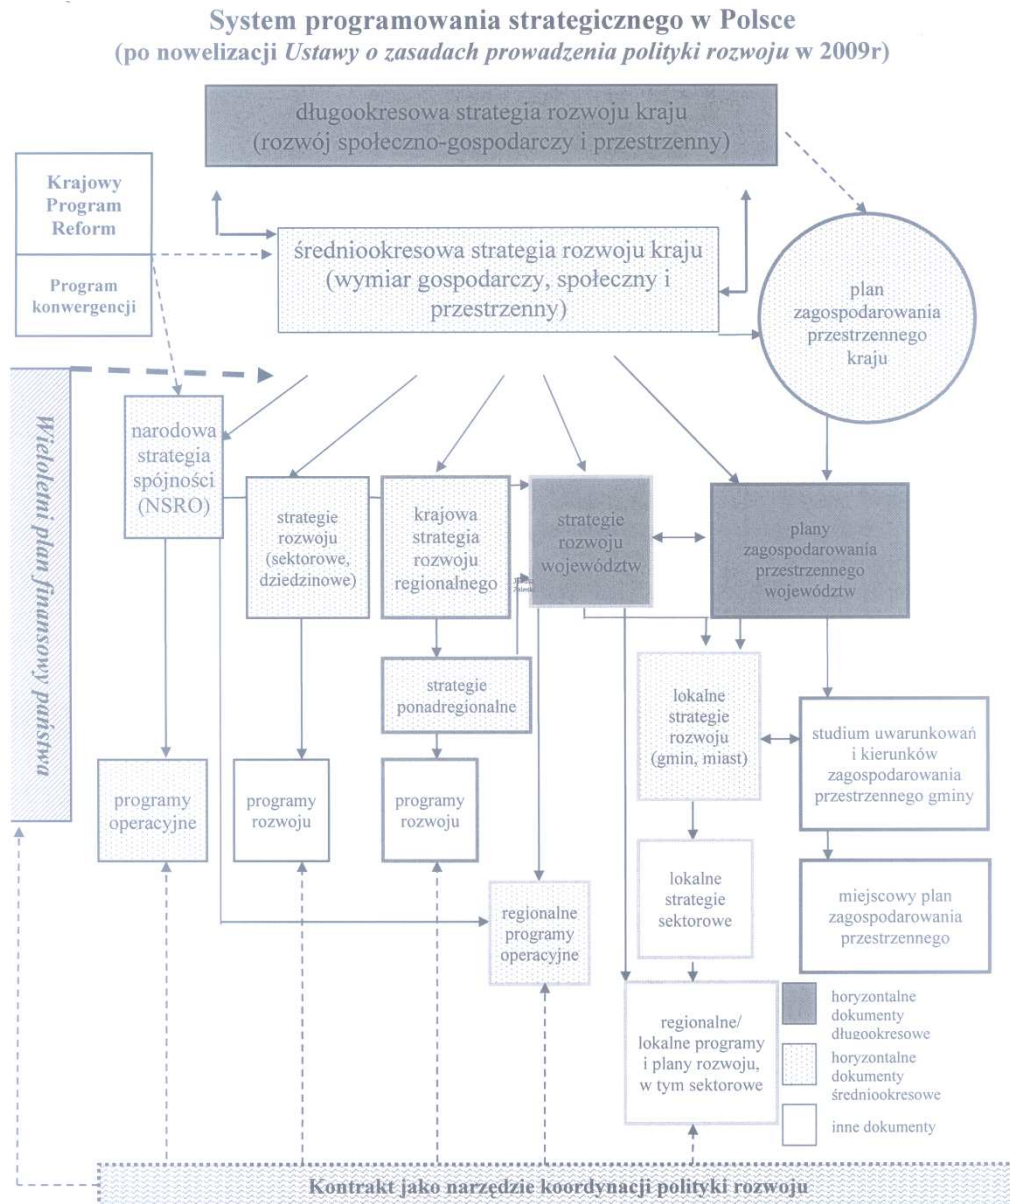 System programowania strategicznego w Polsce
(po nowelizacji Ustawy o zasadach prowadzenia polityki rozwoju w 2009r)
długookresowa strategia rozwoju kraju
(rozwój społeczno-gospodarczy i przestrzenny)
Krajowy
Program
Reform
Program
konwergencji
średniookresowa strategia rozwoju kraju
(wymiar gospodarczy, społeczny i
przestrzenny)
plan
zagospodarowania
przestrzennego
kraju
Wieloletni plan finansowy państwa
narodowa
strategia
spójności
(NSRO)
strategie
rozwoju
(sektorowe,
dziedzinowe)
krajowa
strategia
rozwoju
regionalnego
strategie
rozwoju
województw
plany
zagospodarowania
przestrzennego
województw
strategie
ponadregionalne
lokalne
strategie
rozwoju
(gmin, miast)
studium uwarunkowań
i kierunków
zagospodarowania
przestrzennego gminy
programy
operacyjne
programy
rozwoju
programy
rozwoju
lokalne
strategie
sektorowe
miejscowy plan
zagospodarowania
przestrzennego
regionalne
programy
operacyjne
regionalne/
lokalne programy
i plany rozwoju,
w tym sektorowe
horyzontalne
dokumenty
długookresowe
horyzontalne
dokumenty
średniookresowe
inne dokumenty
Kontrakt jako narzędzie koordynacji polityki rozwoju